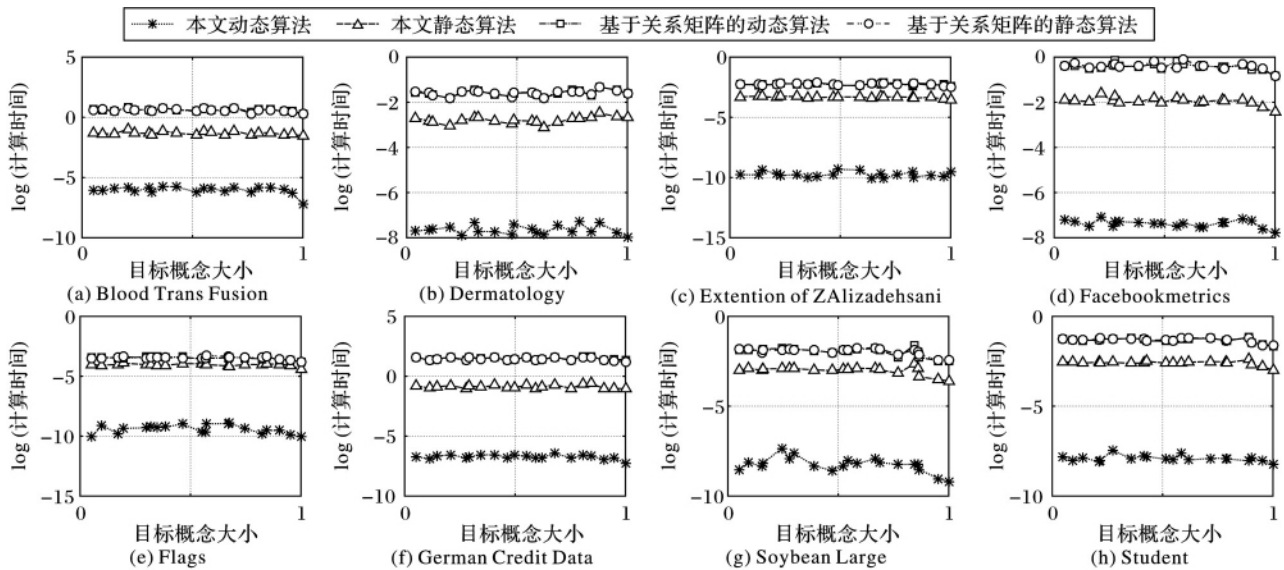 本文动态算法 本文静态算法 基于关系矩阵的动态算法 基于关系矩阵的静态算法
log (计算时间)
5
0
−5
−10
0 1
目标概念大小
(a) Blood Trans Fusion
log (计算时间)
0
−2
−4
−6
−8
0 1
目标概念大小
(b) Dermatology
log (计算时间)
0
−5
−10
−15
0 1
目标概念大小
(c) Extention of ZAlizadehsani
log (计算时间)
0
−2
−4
−6
−8
0 1
目标概念大小
(d) Facebookmetrics
log (计算时间)
0
−5
−10
−15
0 1
目标概念大小
(e) Flags
log (计算时间)
5
0
5
−10
0 1
目标概念大小
(f) German Credit Data
log (计算时间)
0
−5
−10
0 1
目标概念大小
(g) Soybean Large
log (计算时间)
0
−5
−10
0 1
目标概念大小
(h) Student